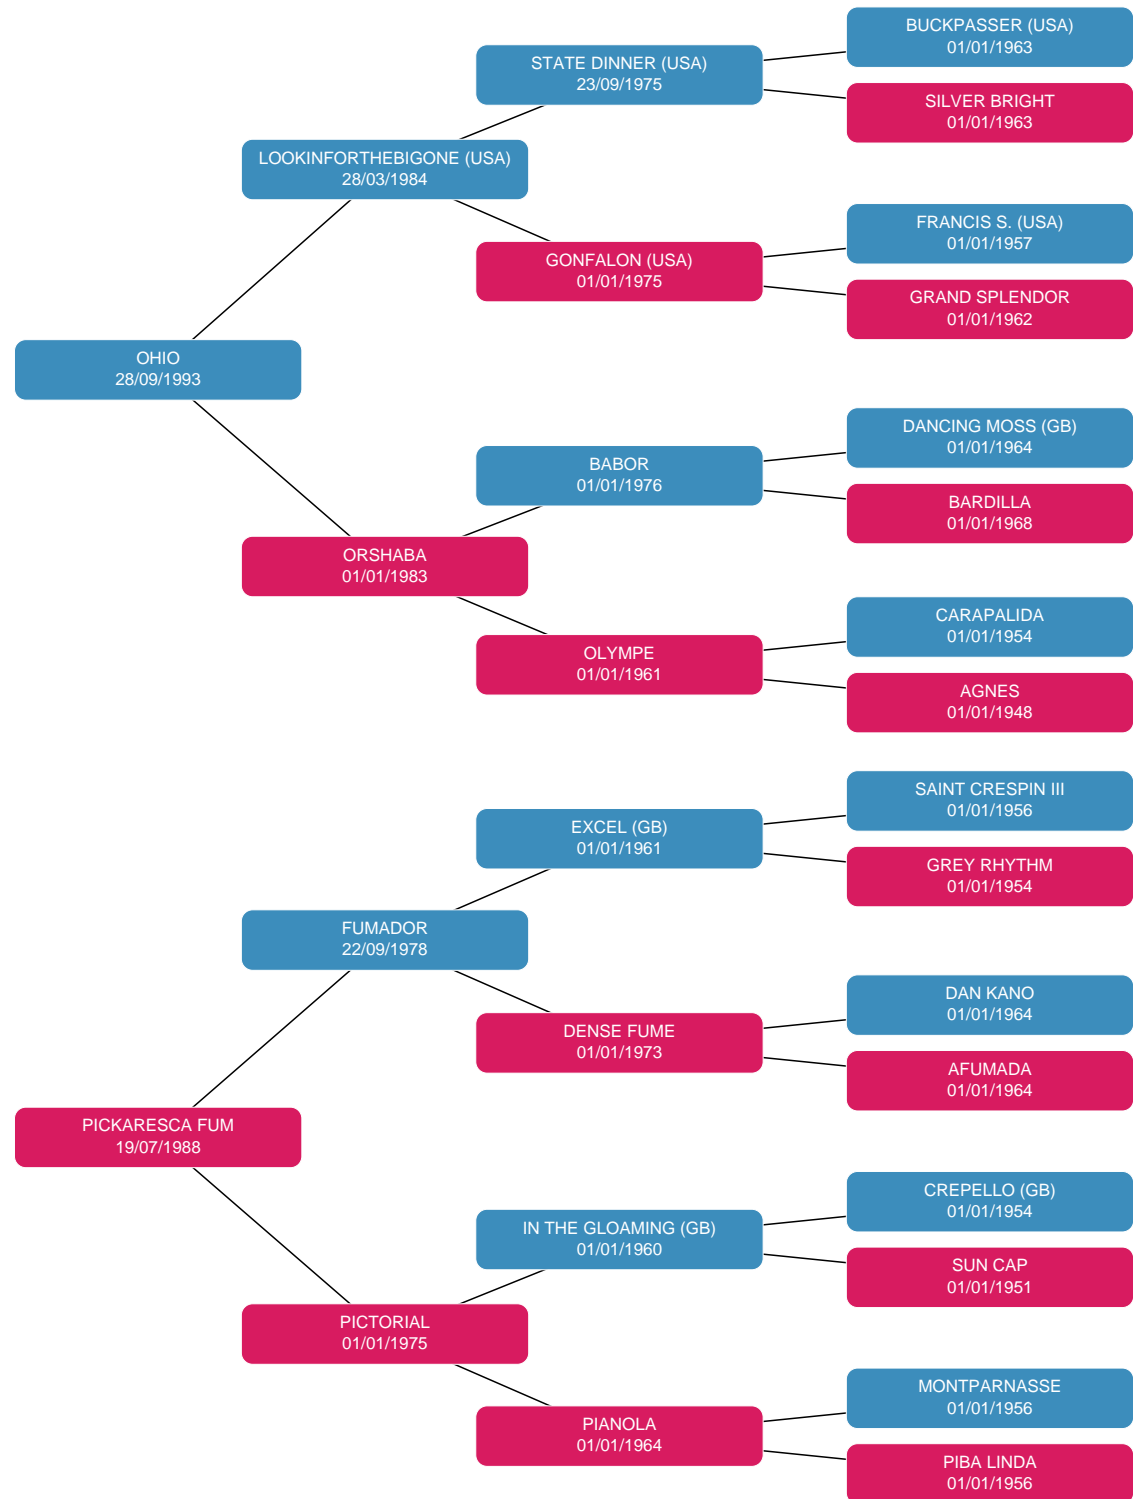 BUCKPASSER (USA)
01/01/1963
STATE DINNER (USA)
23/09/1975
SILVER BRIGHT
01/01/1963
LOOKINFORTHEBIGONE (USA)
28/03/1984
FRANCIS S. (USA)
01/01/1957
GONFALON (USA)
01/01/1975
GRAND SPLENDOR
01/01/1962
OHIO
28/09/1993
DANCING MOSS (GB)
01/01/1964
BABOR
01/01/1976
BARDILLA
01/01/1968
ORSHABA
01/01/1983
CARAPALIDA
01/01/1954
OLYMPE
01/01/1961
AGNES
01/01/1948
SAINT CRESPIN III
01/01/1956
EXCEL (GB)
01/01/1961
GREY RHYTHM
01/01/1954
FUMADOR
22/09/1978
DAN KANO
01/01/1964
DENSE FUME
01/01/1973
AFUMADA
01/01/1964
PICKARESCA FUM
19/07/1988
CREPELLO (GB)
01/01/1954
IN THE GLOAMING (GB)
01/01/1960
SUN CAP
01/01/1951
PICTORIAL
01/01/1975
MONTPARNASSE
01/01/1956
PIANOLA
01/01/1964
PIBA LINDA
01/01/1956